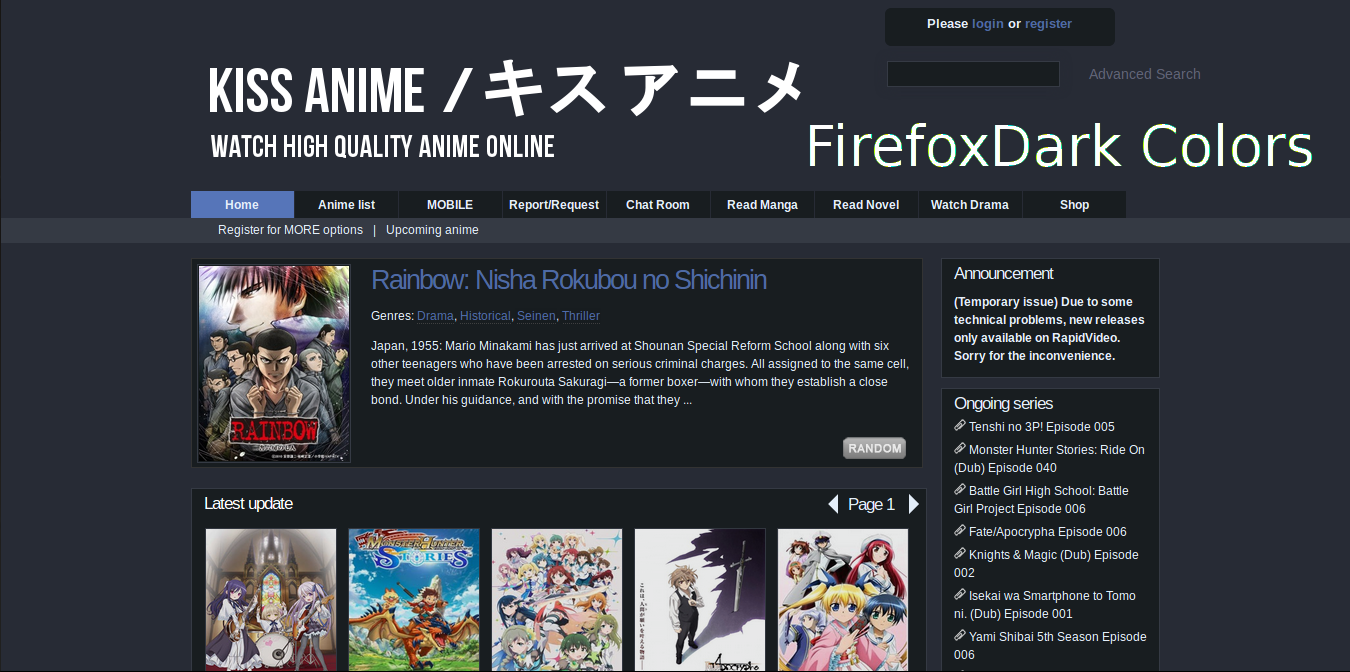 Please login or register
Advanced Search
KISS ANIME / キス アニメ
WATCH HIGH QUALITY ANIME ONLINE
FirefoxDark Colors
Home Anime list MOBILE Report/Request Chat Room Read Manga Read Novel Watch Drama Shop
Register for MORE options | Upcoming anime
Rainbow: Nisha Rokubou no Shichinin
Genres: Drama, Historical, Seinen, Thriller
Japan, 1955: Mario Minakami has just arrived at Shounan Special Reform School along with six
other teenagers who have been arrested on serious criminal charges. All assigned to the same cell,
they meet older inmate Rokurouta Sakuragi—a former boxer—with whom they establish a close
bond. Under his guidance, and with the promise that they ...
RAINBOW
RANDOM
Latest update
Page 1
MONSTER HUNTER
STORIES
Announcement
(Temporary issue) Due to some
technical problems, new releases
only available on RapidVideo.
Sorry for the inconvenience.
Ongoing series
Tenshi no 3P! Episode 005
Monster Hunter Stories: Ride On
(Dub) Episode 040
Battle Girl High School: Battle
Girl Project Episode 006
Fate/Apocrypha Episode 006
Knights & Magic (Dub) Episode
002
Isekai wa Smartphone to Tomo
ni. (Dub) Episode 001
Yami Shibai 5th Season Episode
006